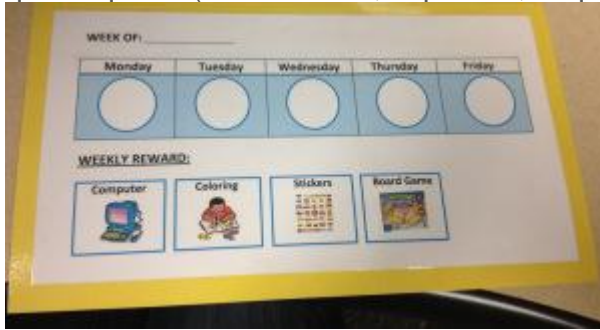 WEEK OF:
Monday Tuesday Wednesday Thursday Friday
WEEKLY REWARD:
Computer Coloring Stickers Board Game